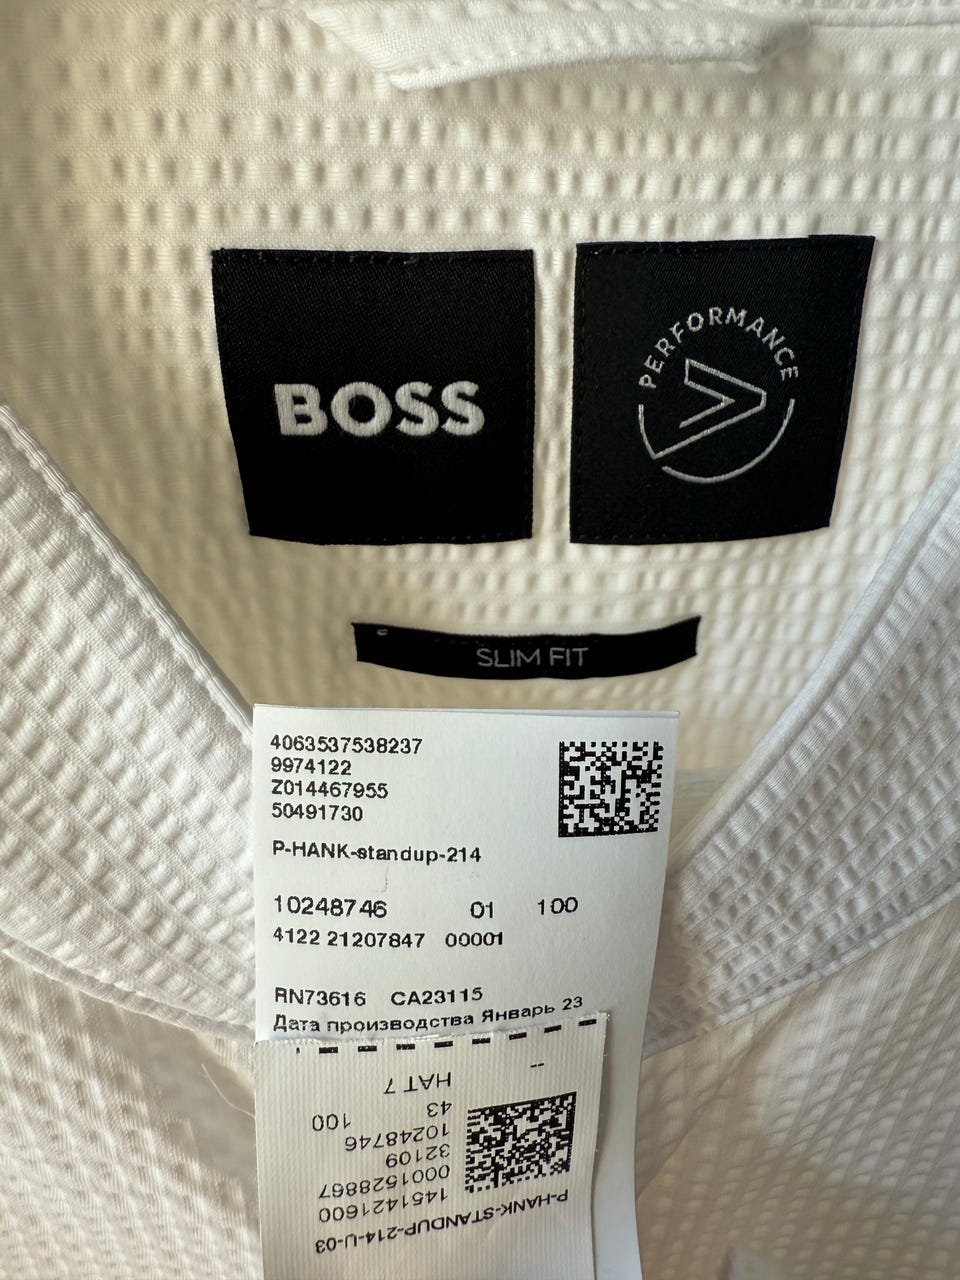 BOSS
PERFORMANCE
SLIM FIT
4063537538237
9974122
Z014467955
50491730
P-HANK-standup-214
10248746 01 100
4122 21207847 00001
RN73616 CA23115
Дата производства Январь 23
P-HANK-STANDUP-214-U-03
1451421600
0001528867
32109
10248746
43 100
HAT 7
--